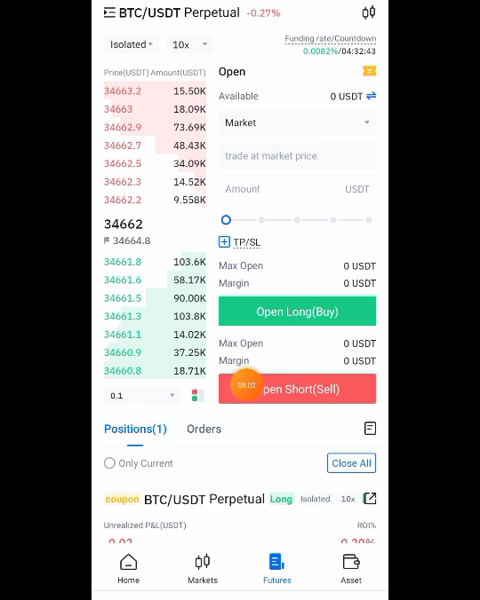 BTC/USDT Perpetual -0.27%
Isolated 10x Funding rate/Countdown
0.0082%/04:32:43
Price(USDT) Amount(USDT) Open
34663.2 15.50K
34663 18.09K Available 0 USDT
34662.9 73.69K Market
34662.7 48.43K
34662.5 34.09K trade at market price
34662.3 14.52K
34662.2 9.558K Amount USDT
34662
34664.8 TP/SL
34661.8 103.6K Max Open 0 USDT
34661.6 58.17K Margin 0 USDT
34661.5 90.00K
34661.3 103.8K Open Long(Buy)
34661.1 14.02K
34660.9 37.25K Max Open 0 USDT
34660.8 18.71K Margin 0 USDT
0.1 08:02 pen Short(Sell)
Positions(1) Orders
Only Current Close All
coupon BTC/USDT Perpetual Long Isolated 10x
Unrealized P&L(USDT) ROI%
-0.02 -0.20%
Home Markets Futures Asset